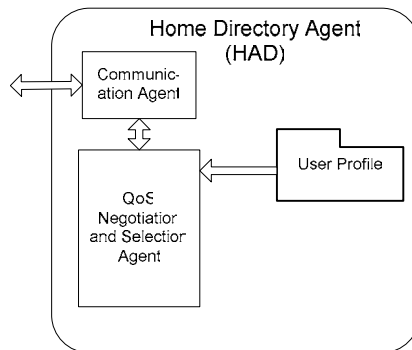 Home Directory Agent
(HAD)
Communic-
ation Agent
User Profile
QoS
Negotiation
and Selection
Agent